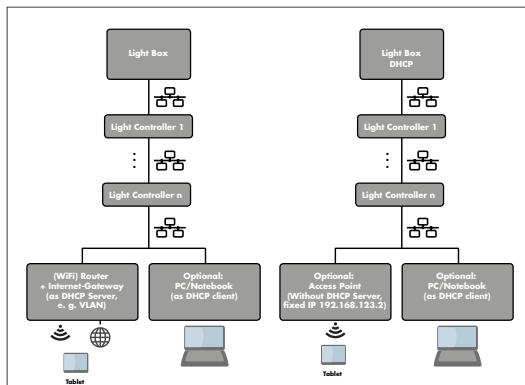 Light Box
Light Controller 1
Light Controller n
(WiFi) Router
+ Internet-Gateway
(as DHCP Server,
e. g. VLAN)
Optional:
PC/Notebook
(as DHCP client)
Tablet
Light Box
DHCP
Light Controller 1
Light Controller n
Optional:
Access Point
(Without DHCP Server,
fixed IP 192.168.123.2)
Optional:
PC/Notebook
(as DHCP client)
Tablet